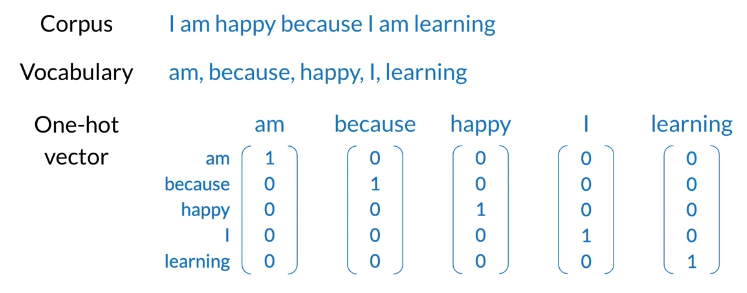 Corpus I am happy because I am learning
Vocabulary am, because, happy, I, learning
One-hot vector
am because happy I learning
am 1 0 0 0 0
because 0 1 0 0 0
happy 0 0 1 0 0
I 0 0 0 1 0
learning 0 0 0 0 1